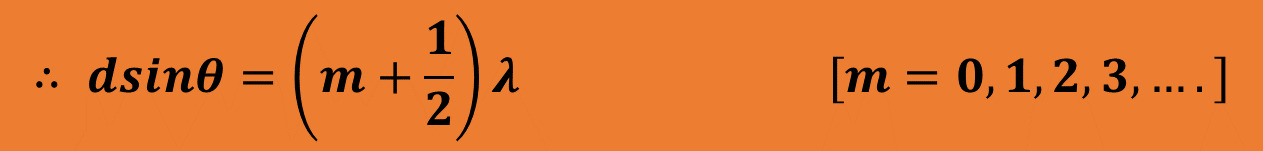 ∴ dsinθ = (m + 1/2) λ [m = 0, 1, 2, 3, ... . ]